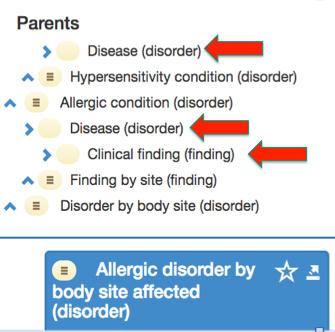 Parents
Disease (disorder)
Hypersensitivity condition (disorder)
Allergic condition (disorder)
Disease (disorder)
Clinical finding (finding)
Finding by site (finding)
Disorder by body site (disorder)
Allergic disorder by
body site affected
(disorder)